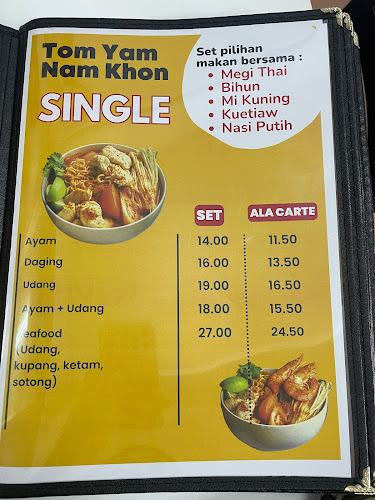 Tom Yam
Nam Khon
SINGLE
Set pilihan
makan bersama :
• Megi Thai
• Bihun
• Mi Kuning
• Kuetiaw
• Nasi Putih
SET ALA CARTE
Ayam 14.00 11.50
Daging 16.00 13.50
Udang 19.00 16.50
Ayam + Udang 18.00 15.50
eafood 27.00 24.50
(Udang,
kupang, ketam,
sotong)